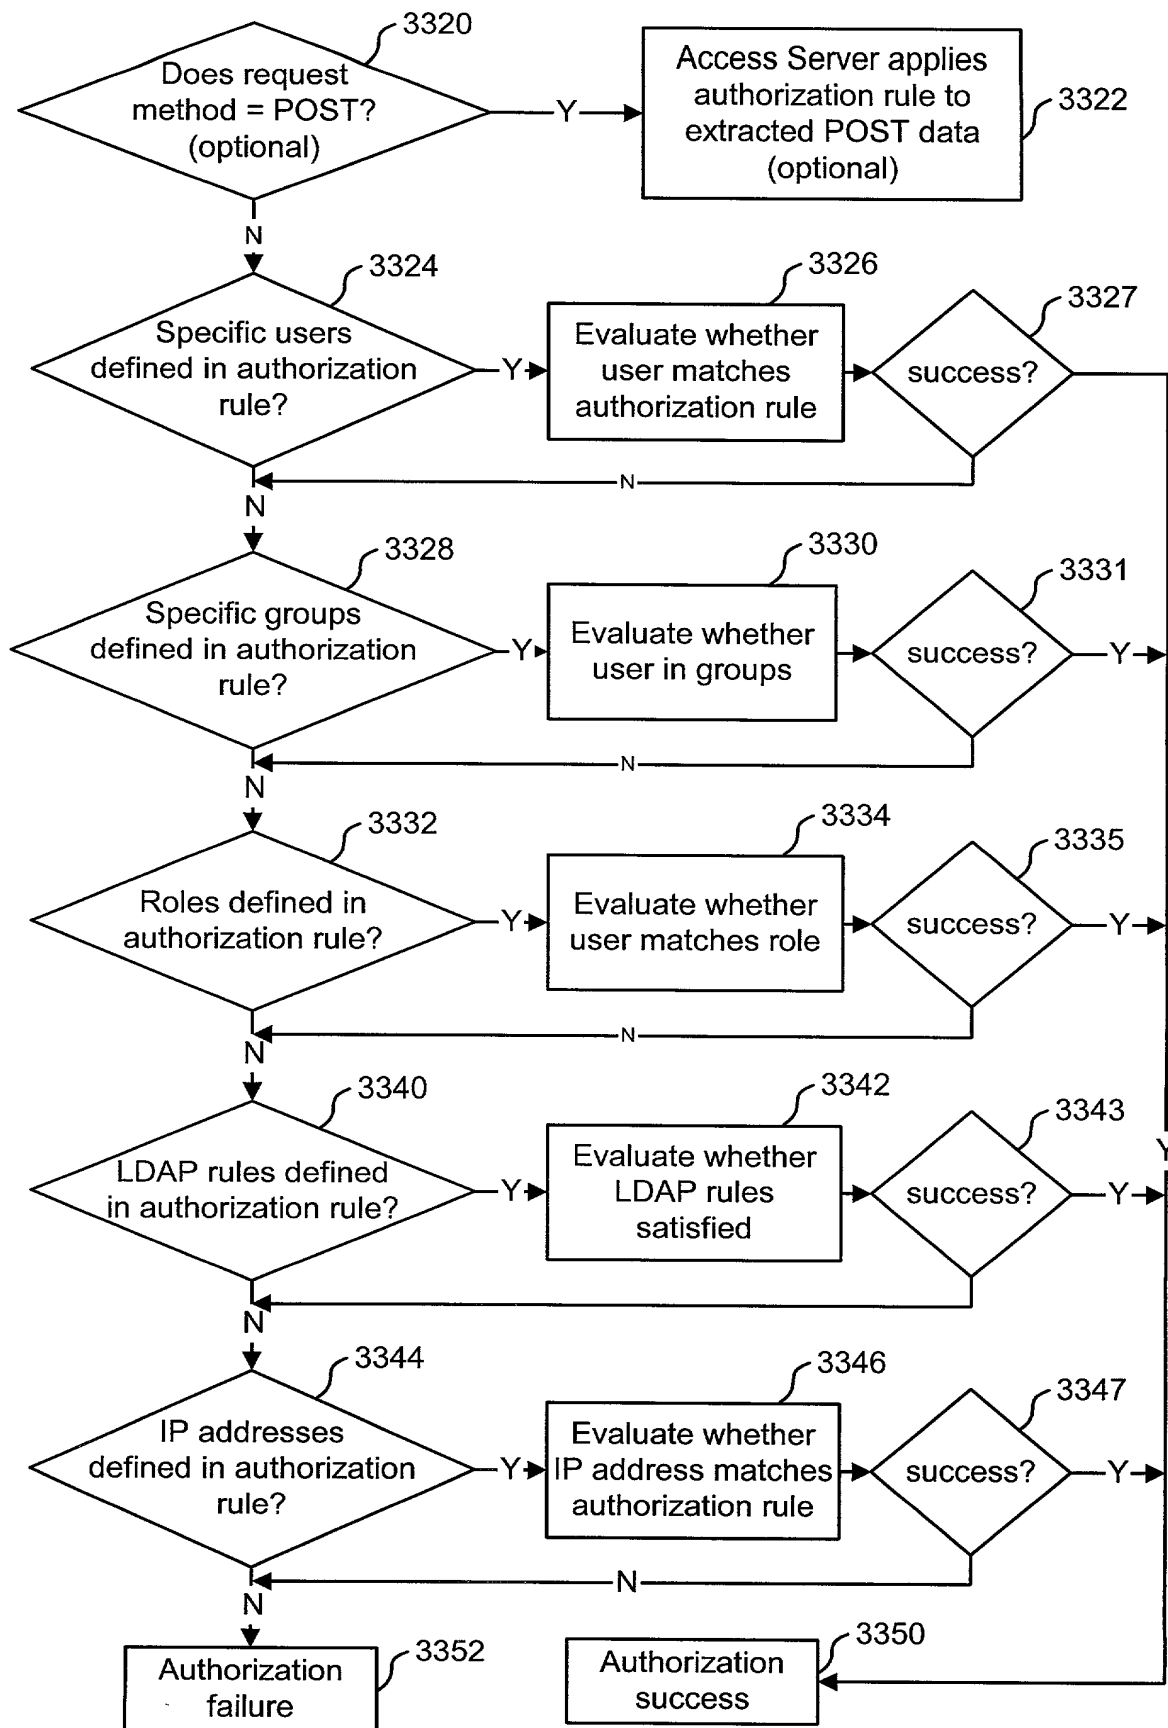 3320
Does request
method = POST?
(optional)
Y
Access Server applies
authorization rule to
extracted POST data
(optional)
3322
N
3324
Specific users
defined in authorization
rule?
Y
3326
Evaluate whether
user matches
authorization rule
3327
success?
N
N
3328
Specific groups
defined in authorization
rule?
Y
3330
Evaluate whether
user in groups
3331
success?
Y
N
N
3332
Roles defined in
authorization rule?
Y
3334
Evaluate whether
user matches role
3335
success?
Y
N
N
3340
LDAP rules defined
in authorization rule?
Y
3342
Evaluate whether
LDAP rules
satisfied
3343
success?
Y
Y
N
3344
IP addresses
defined in authorization
rule?
Y
3346
Evaluate whether
IP address matches
authorization rule
3347
success?
Y
N
N
Authorization
failure
3352
Authorization
success
3350